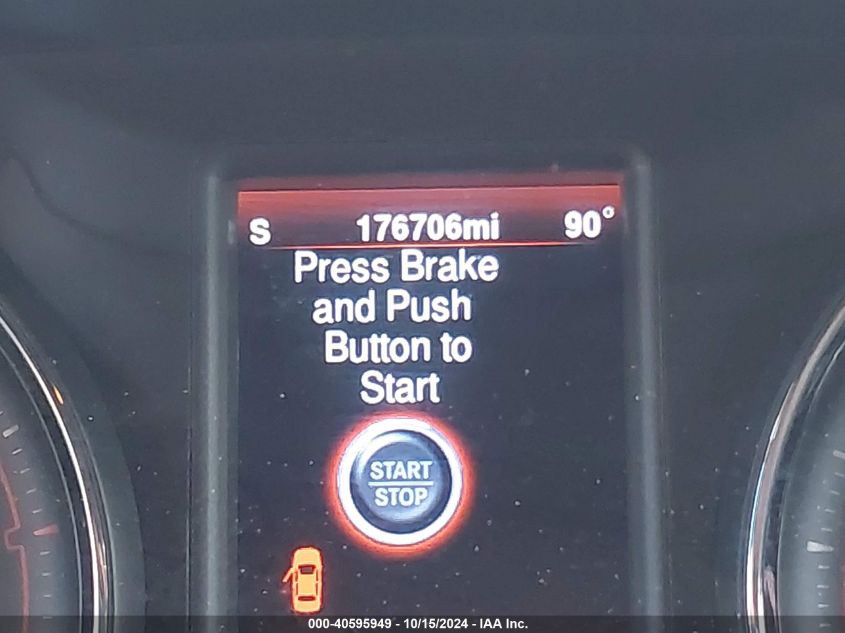 S 176706mi 90°
Press Brake
and Push
Button to
Start
START
STOP
000-40595949 - 10/15/2024 - IAA Inc.